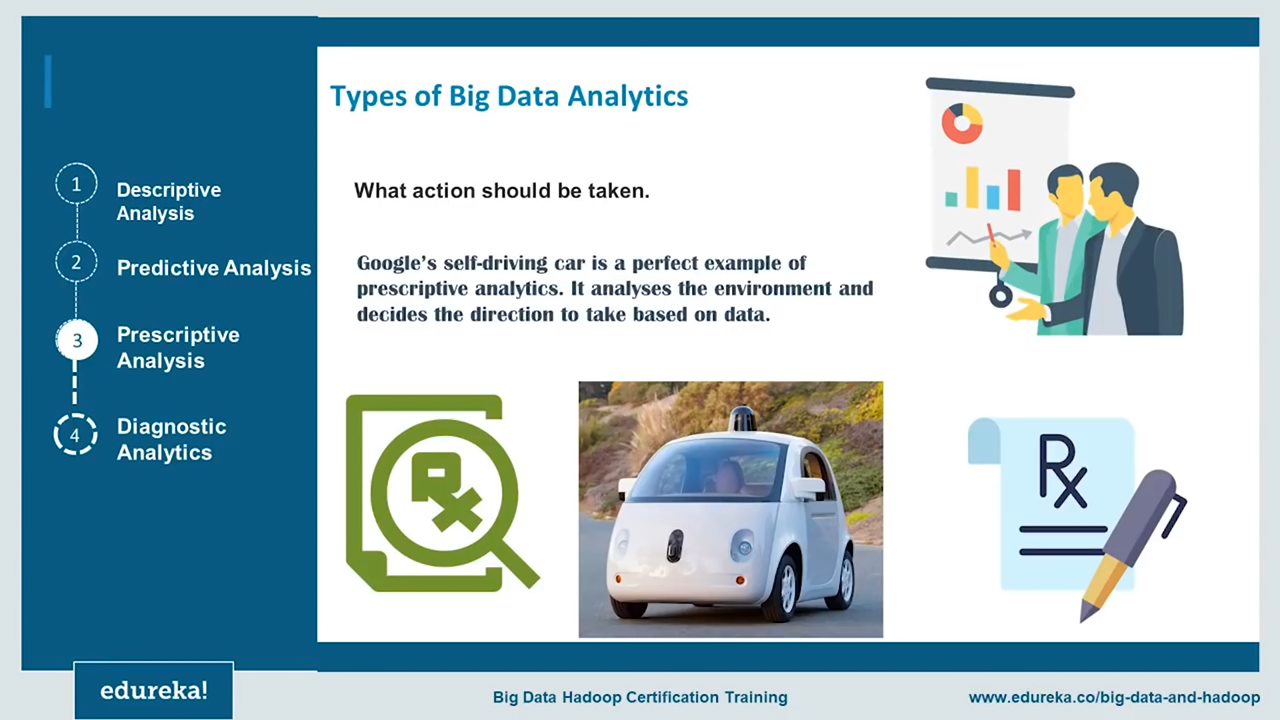 Types of Big Data Analytics
1
Descriptive
Analysis
2
Predictive Analysis
3
Prescriptive
Analysis
4
Diagnostic
Analytics
What action should be taken.
Google's self-driving car is a perfect example of
prescriptive analytics. It analyses the environment and
decides the direction to take based on data.
Rx
Rx
edureka!
Big Data Hadoop Certification Training
www.edureka.co/big-data-and-hadoop